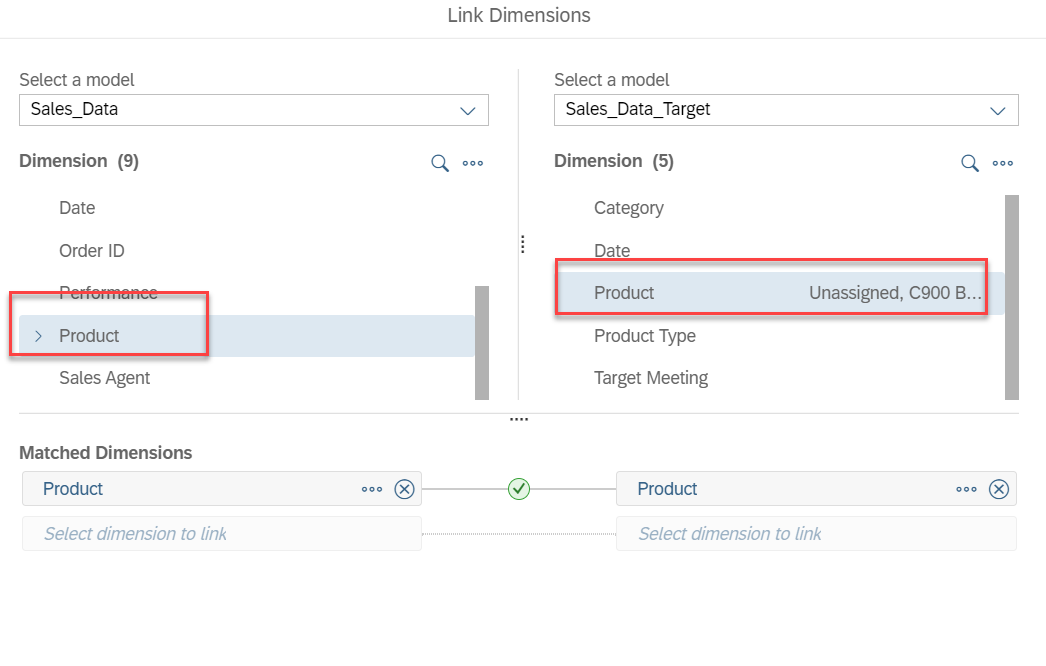 Link Dimensions
Select a model
Sales_Data
Dimension (9)
Date
Order ID
Performance
Product
Sales Agent
Select a model
Sales_Data_Target
Dimension (5)
Category
Date
Product Unassigned, C900 B...
Product Type
Target Meeting
Matched Dimensions
Product Product
Select dimension to link Select dimension to link